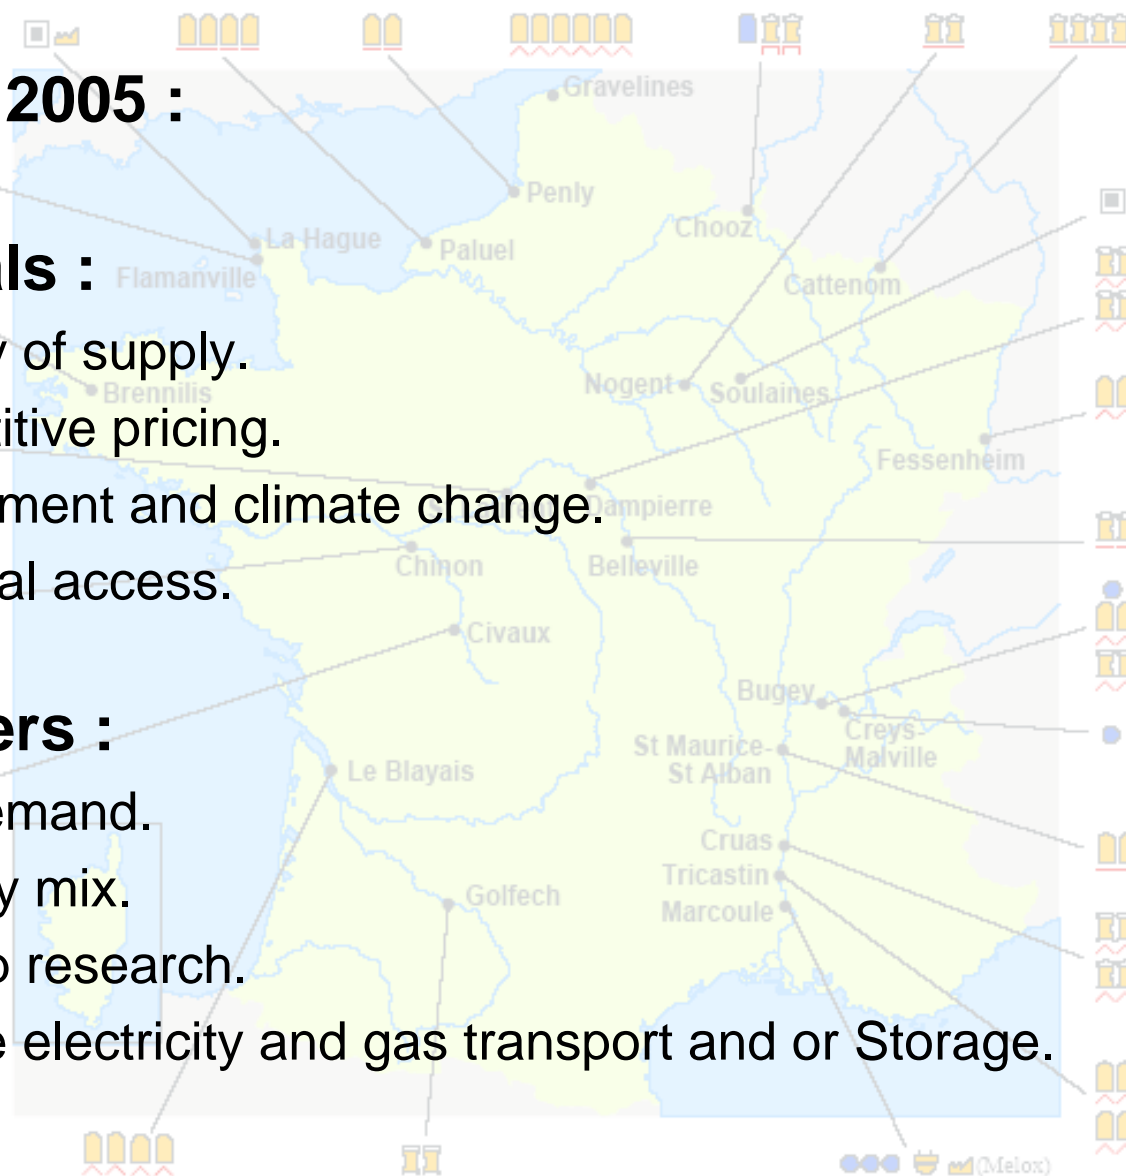 2005 :
Gravelines
Penly
Chooz
La Hague
Paluel
als :
Flamanville
Cattenom
y of supply.
Nogent
Soulaines
Brennilis
titive pricing.
Fessenheim
ment and climate change.
Dampierre
Chinon
Belleville
al access.
Civaux
Bugey
ers :
Creys-
Malville
St Maurice-
St Alban
Le Blayais
emand.
Cruas
y mix.
Tricastin
Golfech
Marcoule
o research.
e electricity and gas transport and or Storage.
(Melox)